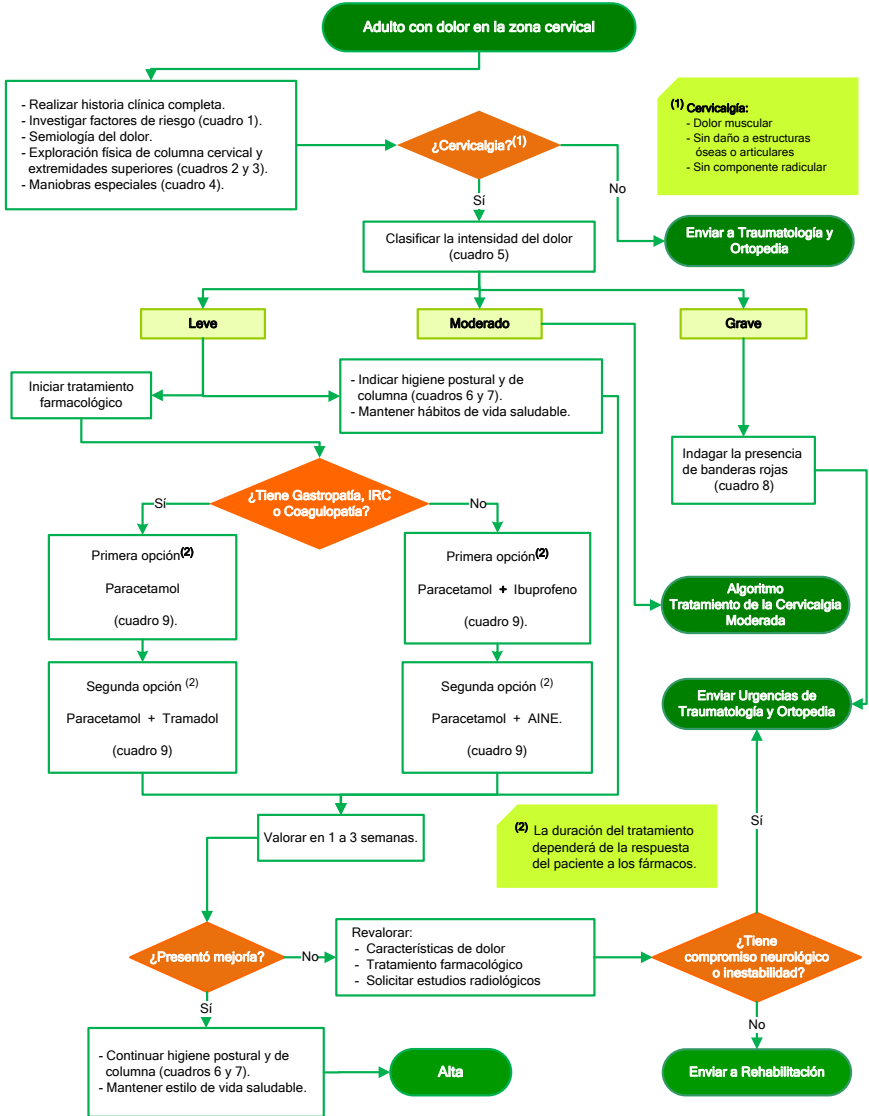 Adulto con dolor en la zona cervical
- Realizar historia clínica completa.
- Investigar factores de riesgo (cuadro 1).
- Semiología del dolor.
- Exploración física de columna cervical y
extremidades superiores (cuadros 2 y 3).
- Maniobras especiales (cuadro 4).
¿Cervicalgia?(1)
(1) Cervicalgía:
- Dolor muscular
- Sin daño a estructuras
óseas o articulares
- Sin componente radicular
No
Sí
Enviar a Traumatología y
Ortopedia
Clasificar la intensidad del dolor
(cuadro 5)
Leve
Moderado
Grave
Iniciar tratamiento
farmacológico
- Indicar higiene postural y de
columna (cuadros 6 y 7).
- Mantener hábitos de vida saludable.
Indagar la presencia
de banderas rojas
(cuadro 8)
¿Tiene Gastropatía, IRC
o Coagulopatía?
Sí
No
Primera opción(2)
Paracetamol
(cuadro 9).
Primera opción(2)
Paracetamol + Ibuprofeno
(cuadro 9).
Algoritmo
Tratamiento de la Cervicalgia
Moderada
Segunda opción (2)
Paracetamol + Tramadol
(cuadro 9)
Segunda opción (2)
Paracetamol + AINE.
(cuadro 9)
Enviar Urgencias de
Traumatología y Ortopedia
Valorar en 1 a 3 semanas.
(2) La duración del tratamiento
dependerá de la respuesta
del paciente a los fármacos.
Sí
¿Presentó mejoría?
No
Revalorar:
- Características de dolor
- Tratamiento farmacológico
- Solicitar estudios radiológicos
¿Tiene
compromiso neurológico
o inestabilidad?
Sí
No
- Continuar higiene postural y de
columna (cuadros 6 y 7).
- Mantener estilo de vida saludable.
Alta
Enviar a Rehabilitación